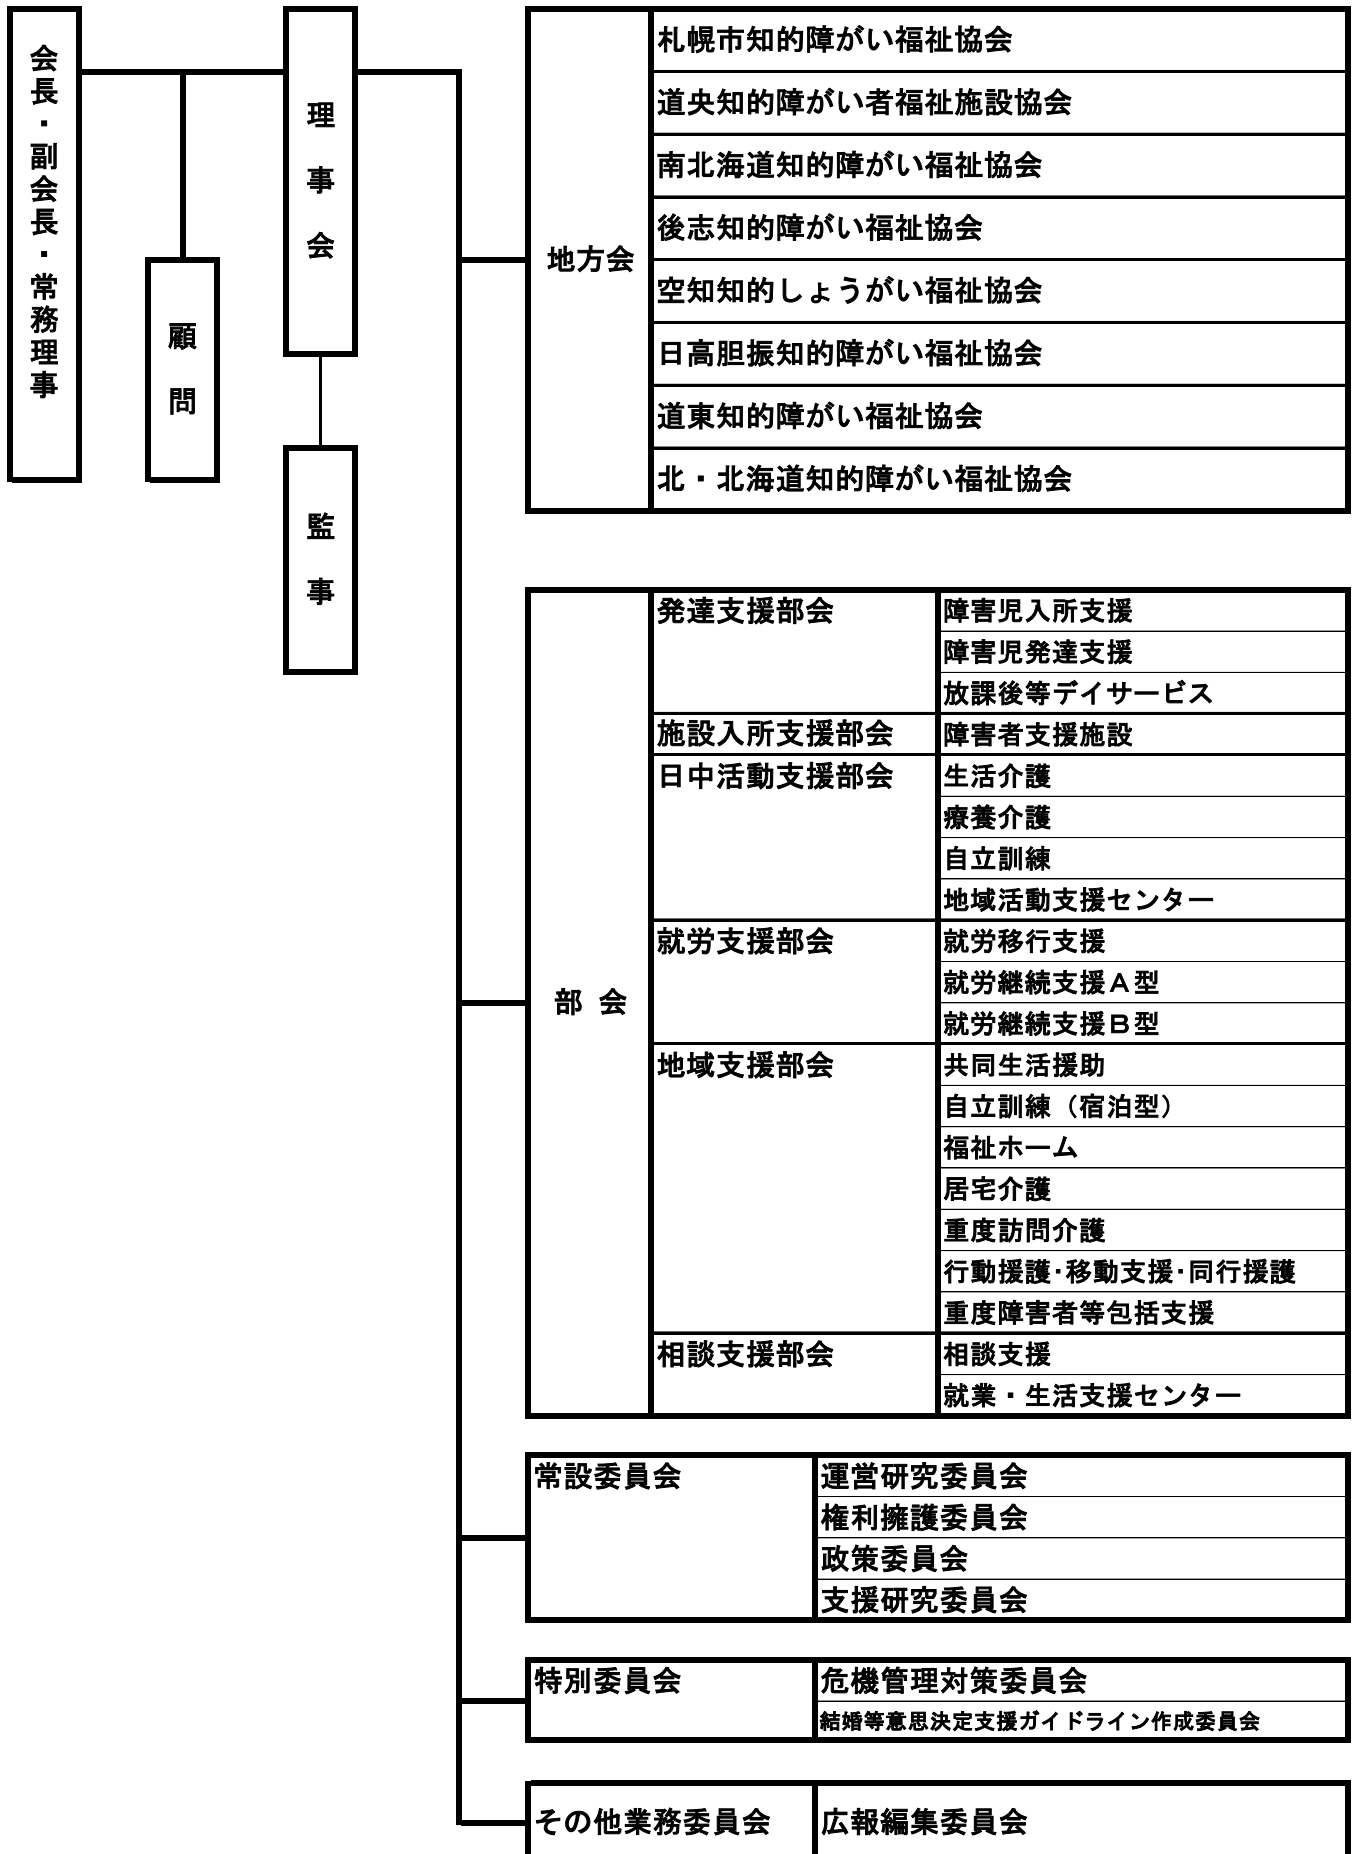 会長・副会長・常務理事
理事会
顧問
監事
地方会
札幌市知的障がい福祉協会
道央知的障がい者福祉施設協会
南北海道知的障がい福祉協会
後志知的障がい福祉協会
空知知的しょうがい福祉協会
日高胆振知的障がい福祉協会
道東知的障がい福祉協会
北・北海道知的障がい福祉協会
部会
発達支援部会
障害児入所支援
障害児発達支援
放課後等デイサービス
施設入所支援部会
障害者支援施設
日中活動支援部会
生活介護
療養介護
自立訓練
地域活動支援センター
就労支援部会
就労移行支援
就労継続支援A型
就労継続支援B型
地域支援部会
共同生活援助
自立訓練（宿泊型）
福祉ホーム
居宅介護
重度訪問介護
行動援護･移動支援･同行援護
重度障害者等包括支援
相談支援部会
相談支援
就業・生活支援センター
常設委員会
運営研究委員会
権利擁護委員会
政策委員会
支援研究委員会
特別委員会
危機管理対策委員会
結婚等意思決定支援ガイドライン作成委員会
その他業務委員会
広報編集委員会